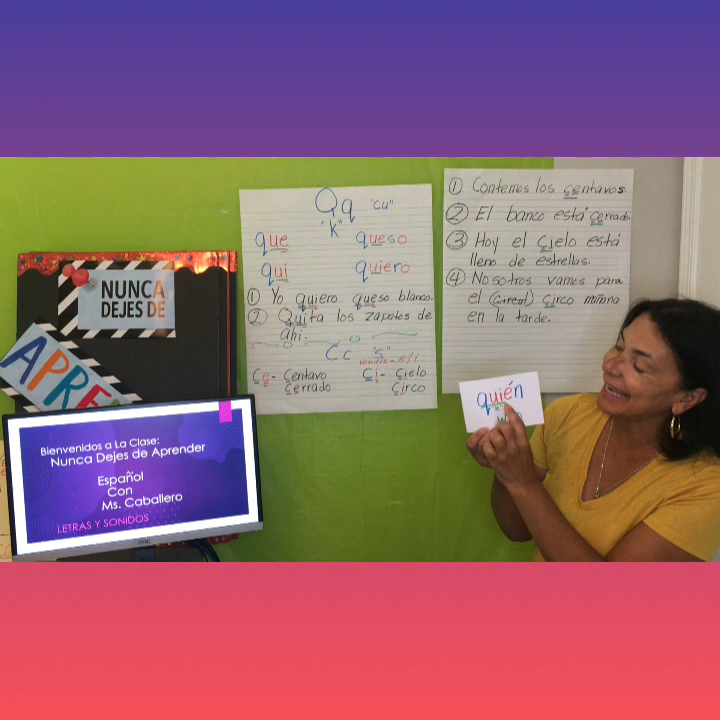 NUNCA
DEJES DE
APRE
Bienvenidos a La Clase:
Nunca Dejes de Aprender
Español
Con
Ms. Caballero
LETRAS Y SONIDOS
Qq "cu"
"k"
que queso
qui quiero
① Yo quiero queso blanco.
② Quita los zapatos de
ahí.
Cc "s"
vowels - e/i
Ce - Centavo Ci - Cielo
Cerrado Circo
① Contemos los centavos.
② El banco está cerrado
③ Hoy el cielo está
lleno de estrellas.
④ Nosotros vamos para
el (Great) Circo mañana
en la tarde.
quién
"k"